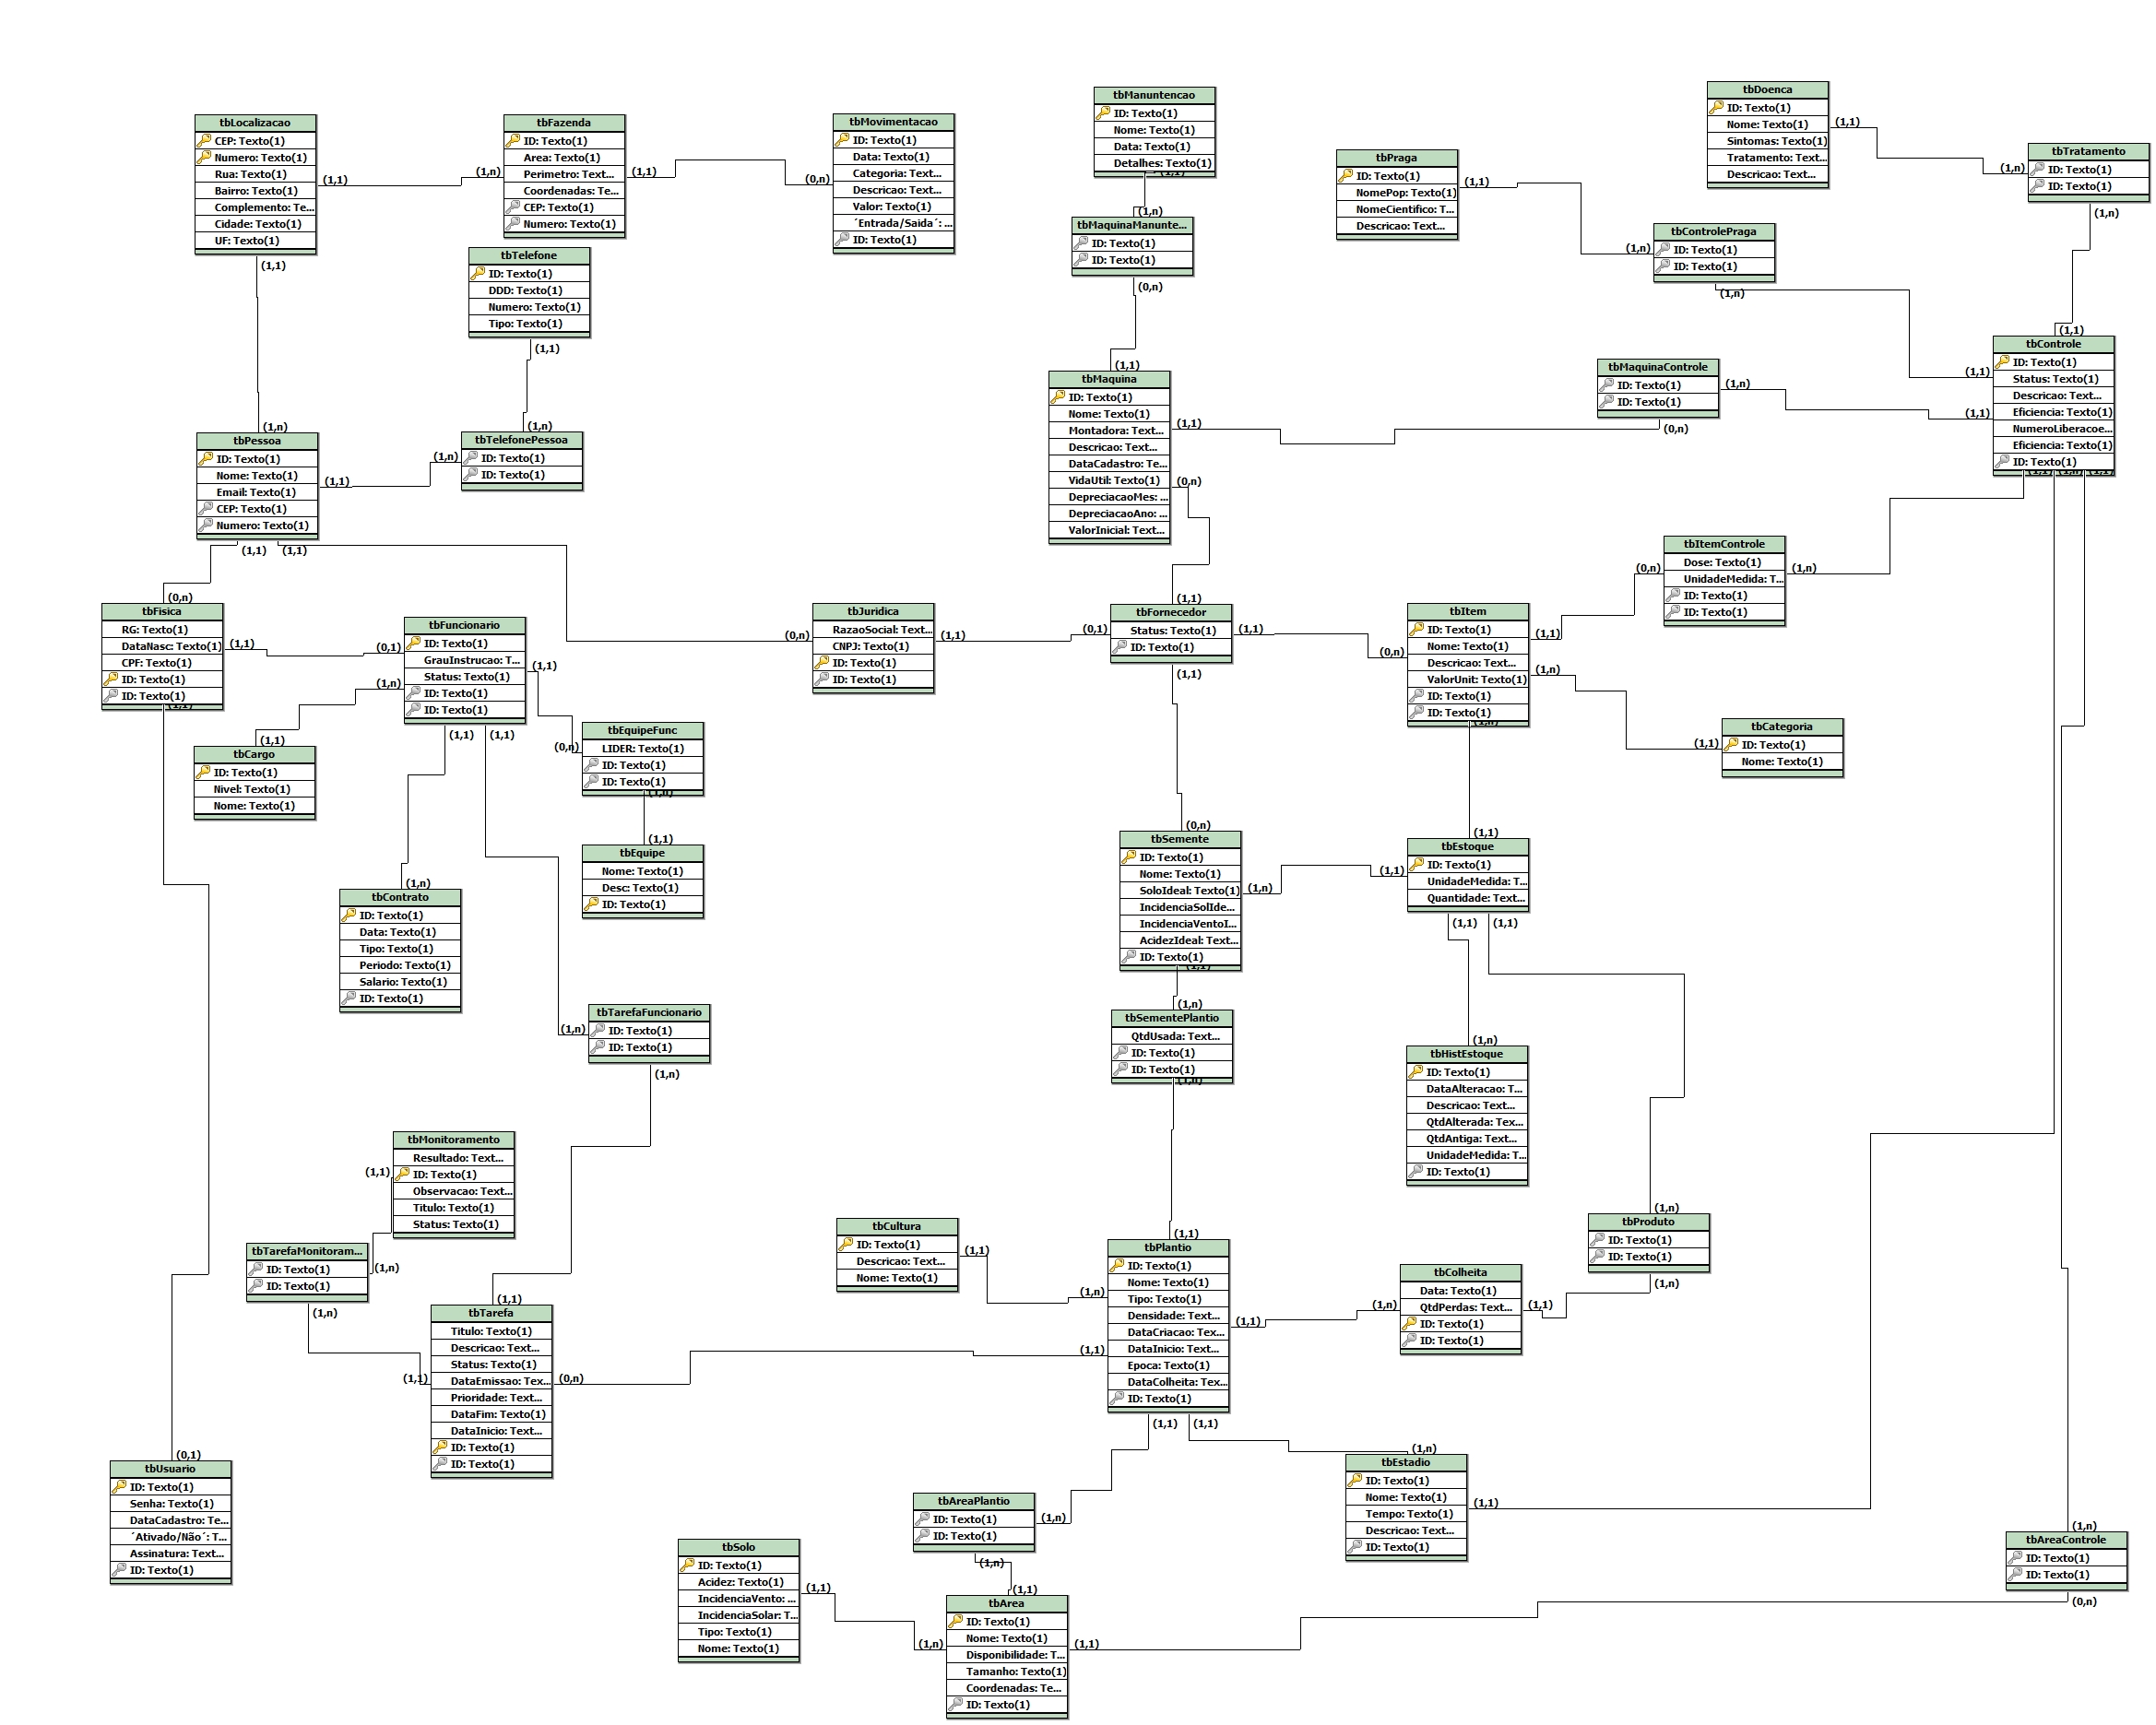 tbLocalizacao
CEP: Texto(1)
Numero: Texto(1)
Rua: Texto(1)
Bairro: Texto(1)
Complemento: Te...
Cidade: Texto(1)
UF: Texto(1)
(1,1)
(1,1)
tbFazenda
ID: Texto(1)
Area: Texto(1)
Perimetro: Text...
Coordenadas: Te...
CEP: Texto(1)
Numero: Texto(1)
(1,n)
(1,1)
tbMovimentacao
ID: Texto(1)
Data: Texto(1)
Categoria: Text...
Descricao: Text...
Valor: Texto(1)
´Entrada/Saida´: ...
ID: Texto(1)
(0,n)
tbManuntencao
ID: Texto(1)
Nome: Texto(1)
Data: Texto(1)
Detalhes: Texto(1)
(1,1)
(1,n)
tbMaquinaManunte...
ID: Texto(1)
ID: Texto(1)
(0,n)
tbPraga
ID: Texto(1)
NomePop: Texto(1)
NomeCientifico: T...
Descricao: Text...
(1,1)
tbDoenca
ID: Texto(1)
Nome: Texto(1)
Sintomas: Texto(1)
Tratamento: Text...
Descricao: Text...
(1,1)
(1,n)
tbTratamento
ID: Texto(1)
ID: Texto(1)
(1,n)
(1,n)
tbControlePraga
ID: Texto(1)
ID: Texto(1)
(1,n)
tbTelefone
ID: Texto(1)
DDD: Texto(1)
Numero: Texto(1)
Tipo: Texto(1)
(1,1)
(1,n)
tbTelefonePessoa
ID: Texto(1)
ID: Texto(1)
(1,n)
(1,n)
tbPessoa
ID: Texto(1)
Nome: Texto(1)
Email: Texto(1)
CEP: Texto(1)
Numero: Texto(1)
(1,1)
(1,1)
(1,1)
(1,1)
tbMaquina
ID: Texto(1)
Nome: Texto(1)
Montadora: Text...
Descricao: Text...
DataCadastro: Te...
VidaUtil: Texto(1)
DepreciacaoMes: ...
DepreciacaoAno: ...
ValorInicial: Text...
(1,1)
(0,n)
tbMaquinaControle
ID: Texto(1)
ID: Texto(1)
(1,n)
(0,n)
(1,1)
tbControle
ID: Texto(1)
Status: Texto(1)
Descricao: Text...
Eficiencia: Texto(1)
NumeroLiberacoe...
Eficiencia: Texto(1)
ID: Texto(1)
(1,1)
(1,1)
(1,1)
(1,n)
(1,1)
tbItemControle
Dose: Texto(1)
UnidadeMedida: T...
ID: Texto(1)
ID: Texto(1)
(0,n)
(1,n)
(0,n)
tbFisica
RG: Texto(1)
DataNasc: Texto(1)
CPF: Texto(1)
ID: Texto(1)
ID: Texto(1)
(1,1)
(1,1)
tbFuncionario
ID: Texto(1)
GrauInstrucao: T...
Status: Texto(1)
ID: Texto(1)
ID: Texto(1)
(0,1)
(1,n)
(1,1)
(1,1)
(1,1)
tbJuridica
RazaoSocial: Text...
CNPJ: Texto(1)
ID: Texto(1)
ID: Texto(1)
(0,n)
(1,1)
(1,1)
tbFornecedor
Status: Texto(1)
ID: Texto(1)
(0,1)
(1,1)
(1,1)
tbItem
ID: Texto(1)
Nome: Texto(1)
Descricao: Text...
ValorUnit: Texto(1)
ID: Texto(1)
ID: Texto(1)
(0,n)
(1,1)
(1,n)
(1,n)
tbCategoria
ID: Texto(1)
Nome: Texto(1)
(1,1)
(1,1)
tbCargo
ID: Texto(1)
Nivel: Texto(1)
Nome: Texto(1)
tbEquipeFunc
LIDER: Texto(1)
ID: Texto(1)
ID: Texto(1)
(0,n)
(1,n)
(1,1)
tbEquipe
Nome: Texto(1)
Desc: Texto(1)
ID: Texto(1)
(1,n)
tbContrato
ID: Texto(1)
Data: Texto(1)
Tipo: Texto(1)
Periodo: Texto(1)
Salario: Texto(1)
ID: Texto(1)
(0,n)
tbSemente
ID: Texto(1)
Nome: Texto(1)
SoloIdeal: Texto(1)
IncidenciaSolIde...
IncidenciaVentoI...
AcidezIdeal: Text...
ID: Texto(1)
(1,n)
(1,1)
(1,1)
tbEstoque
ID: Texto(1)
UnidadeMedida: T...
Quantidade: Text...
(1,1)
(1,1)
(1,1)
tbTarefaFuncionario
ID: Texto(1)
ID: Texto(1)
(1,n)
(1,n)
(1,n)
tbSementePlantio
QtdUsada: Text...
ID: Texto(1)
ID: Texto(1)
(1,n)
(1,n)
tbHistEstoque
ID: Texto(1)
DataAlteracao: T...
Descricao: Text...
QtdAlterada: Tex...
QtdAntiga: Text...
UnidadeMedida: T...
ID: Texto(1)
tbMonitoramento
Resultado: Text...
ID: Texto(1)
Observacao: Text...
Titulo: Texto(1)
Status: Texto(1)
(1,1)
tbTarefaMonitoram...
ID: Texto(1)
ID: Texto(1)
(1,n)
(1,n)
(1,1)
tbTarefa
Titulo: Texto(1)
Descricao: Text...
Status: Texto(1)
DataEmissao: Tex...
Prioridade: Text...
DataFim: Texto(1)
DataInicio: Text...
ID: Texto(1)
ID: Texto(1)
(1,1)
(0,n)
tbCultura
ID: Texto(1)
Descricao: Text...
Nome: Texto(1)
(1,1)
(1,1)
tbPlantio
ID: Texto(1)
Nome: Texto(1)
Tipo: Texto(1)
Densidade: Text...
DataCriacao: Tex...
DataInicio: Text...
Epoca: Texto(1)
DataColheita: Tex...
ID: Texto(1)
(1,n)
(1,1)
(1,1)
(1,1)
(1,1)
tbColheita
Data: Texto(1)
QtdPerdas: Text...
ID: Texto(1)
ID: Texto(1)
(1,n)
(1,1)
(1,n)
tbProduto
ID: Texto(1)
ID: Texto(1)
(1,n)
(0,1)
tbUsuario
ID: Texto(1)
Senha: Texto(1)
DataCadastro: Te...
´Ativado/Não´: T...
Assinatura: Text...
ID: Texto(1)
(1,n)
tbEstadio
ID: Texto(1)
Nome: Texto(1)
Tempo: Texto(1)
Descricao: Text...
ID: Texto(1)
(1,1)
tbAreaPlantio
ID: Texto(1)
ID: Texto(1)
(1,n)
(1,n)
tbSolo
ID: Texto(1)
Acidez: Texto(1)
IncidenciaVento: ...
IncidenciaSolar: T...
Tipo: Texto(1)
Nome: Texto(1)
(1,1)
(1,1)
tbArea
ID: Texto(1)
Nome: Texto(1)
Disponibilidade: T...
Tamanho: Texto(1)
Coordenadas: Te...
ID: Texto(1)
(1,n)
(1,1)
(1,n)
tbAreaControle
ID: Texto(1)
ID: Texto(1)
(0,n)